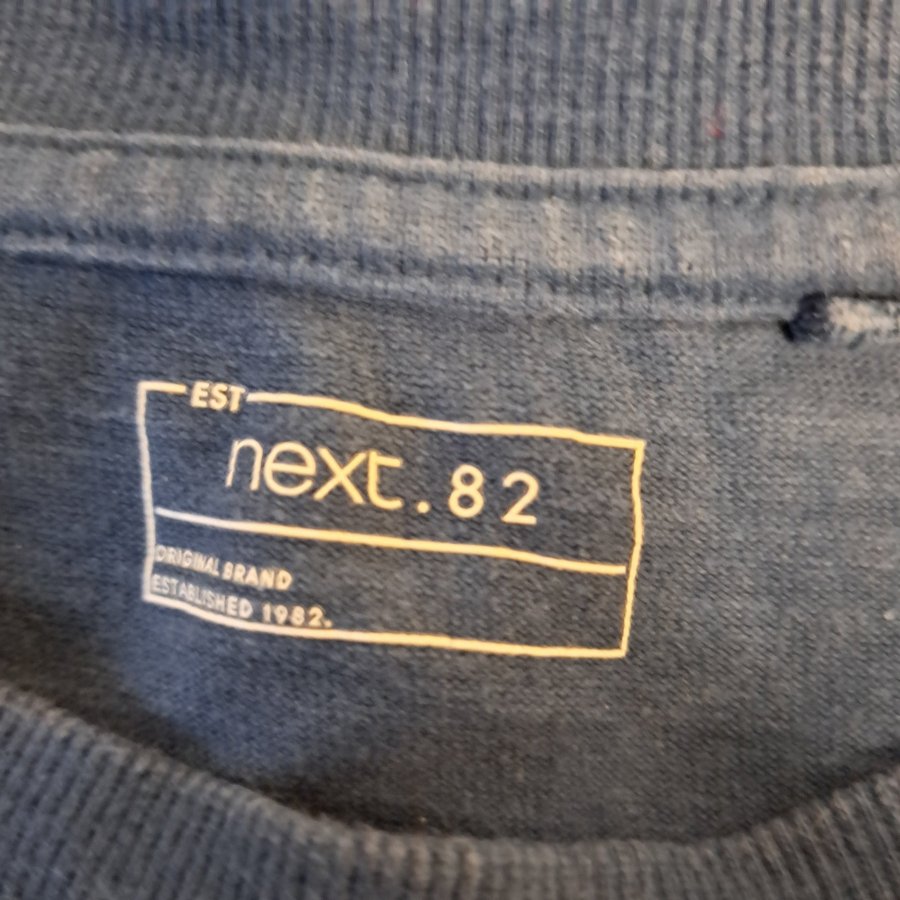 EST
next.82
ORIGINAL BRAND
ESTABLISHED 1982.